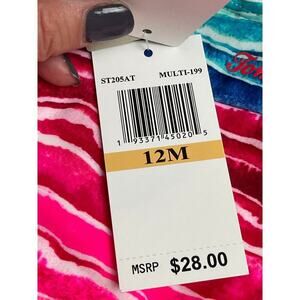 ST205AT MULTI-199
1 93371 45020 5
12M
MSRP $28.00